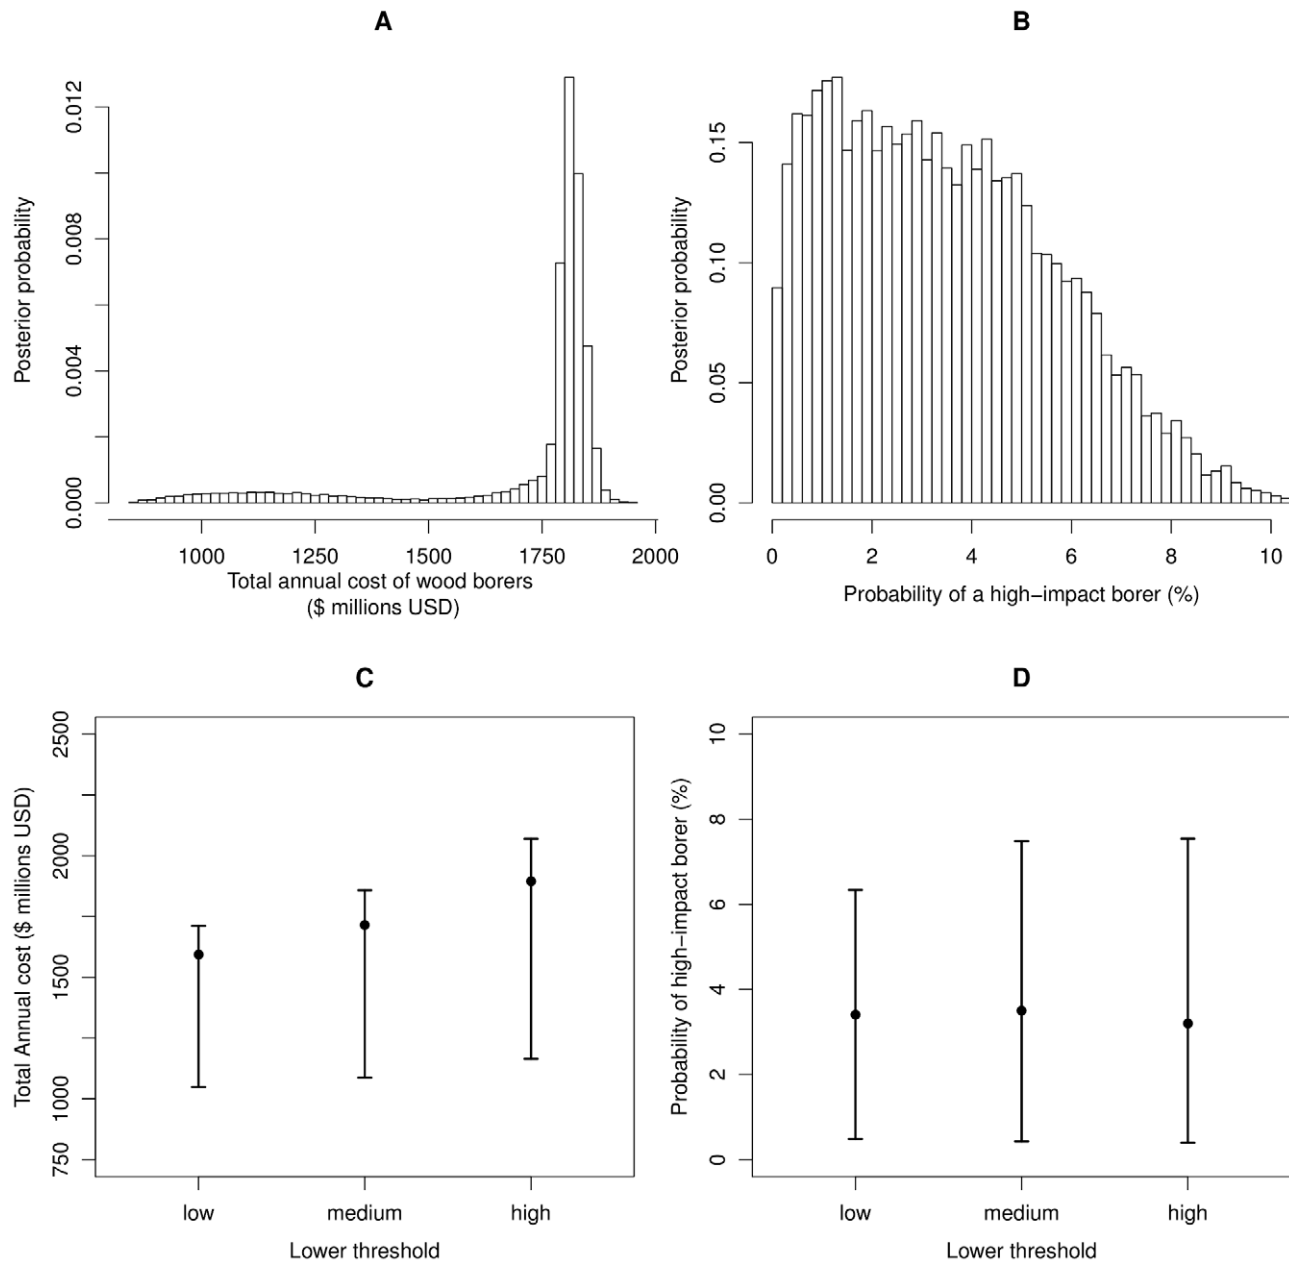 A
Posterior probability
0.012
0.008
0.004
0.000
1000 1250 1500 1750 2000
Total annual cost of wood borers
($ millions USD)
B
Posterior probability
0.15
0.10
0.05
0.00
0 2 4 6 8 10
Probability of a high−impact borer (%)
C
Total Annual cost ($ millions USD)
2500
2000
1500
1000
750
low medium high
Lower threshold
D
Probability of high−impact borer (%)
10
8
6
4
2
0
low medium high
Lower threshold